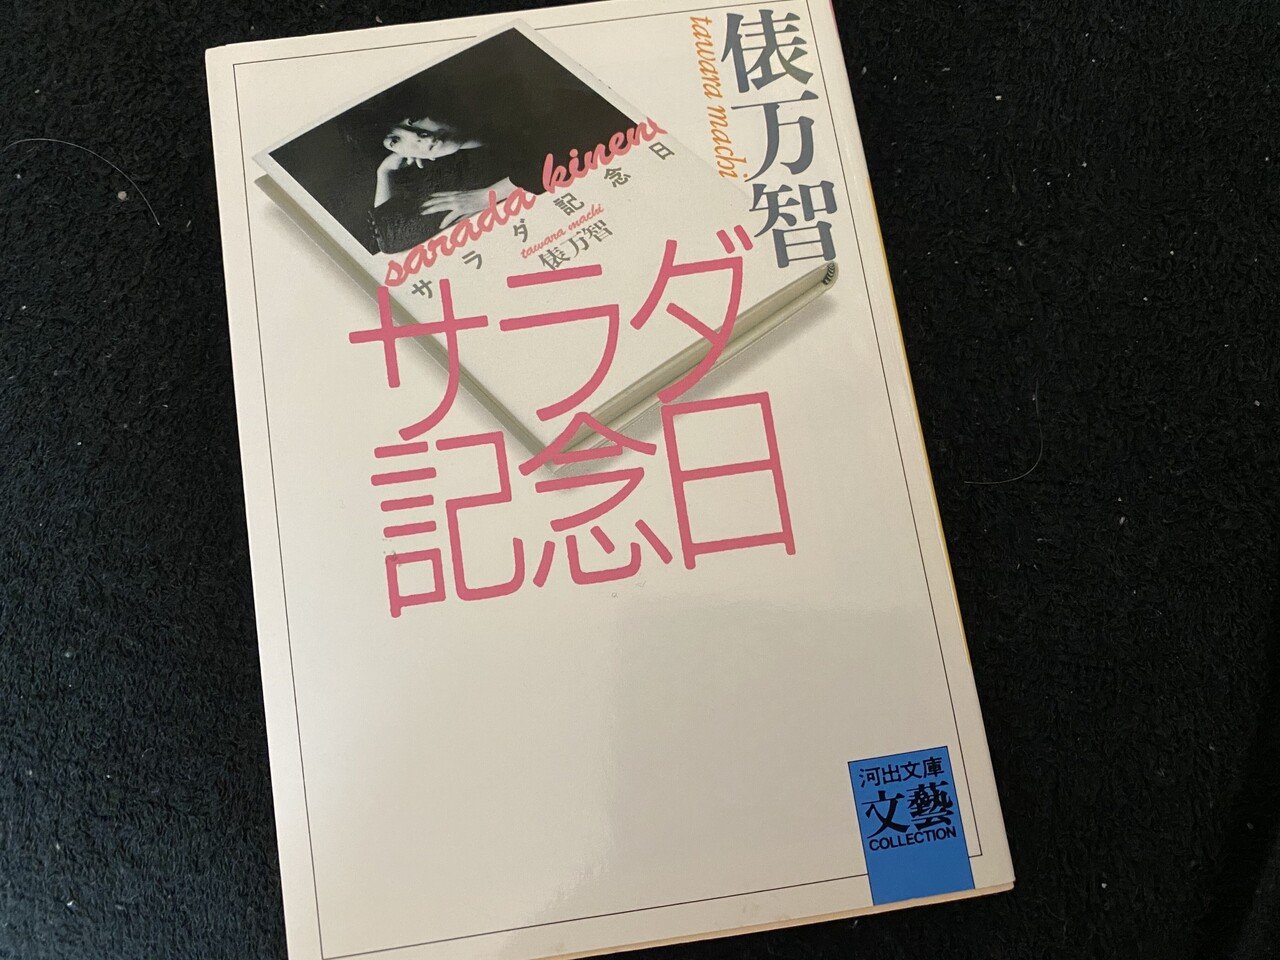 俵万智
tawara machi
sarada kinen
サラダ記念日
tawara machi
俵万智
サラダ
記念日
河出文庫
文藝
COLLECTION